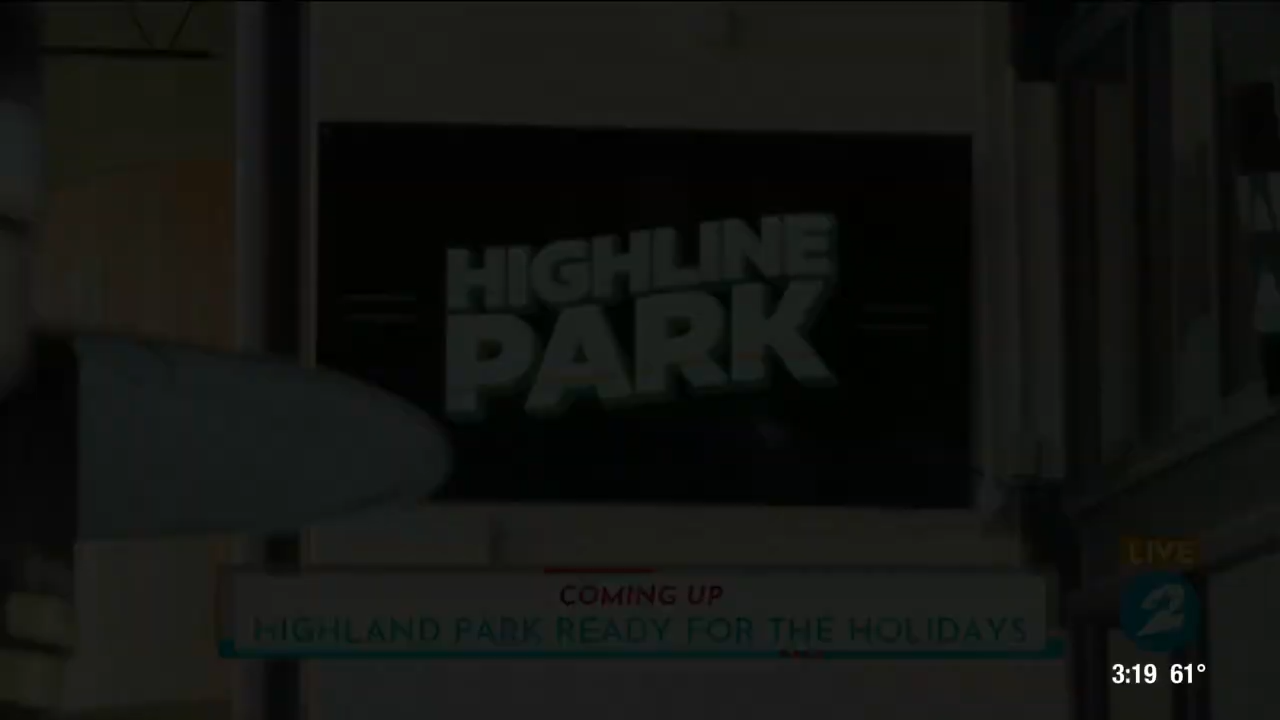 HIGHLINE
PARK
LIVE
COMING UP
HIGHLAND PARK READY FOR THE HOLIDAYS
2
3:19 61°